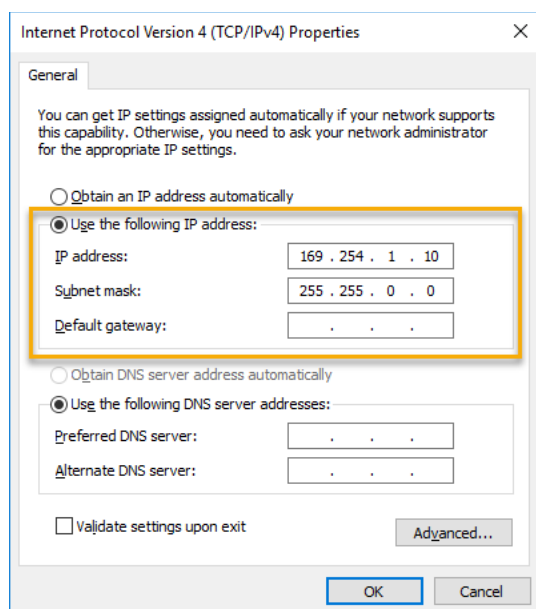 Internet Protocol Version 4 (TCP/IPv4) Properties
General
You can get IP settings assigned automatically if your network supports
this capability. Otherwise, you need to ask your network administrator
for the appropriate IP settings.
Obtain an IP address automatically
Use the following IP address:
IP address: 169 . 254 . 1 . 10
Subnet mask: 255 . 255 . 0 . 0
Default gateway: . . .
Obtain DNS server address automatically
Use the following DNS server addresses:
Preferred DNS server: . . .
Alternate DNS server: . . .
Validate settings upon exit
Advanced...
OK Cancel